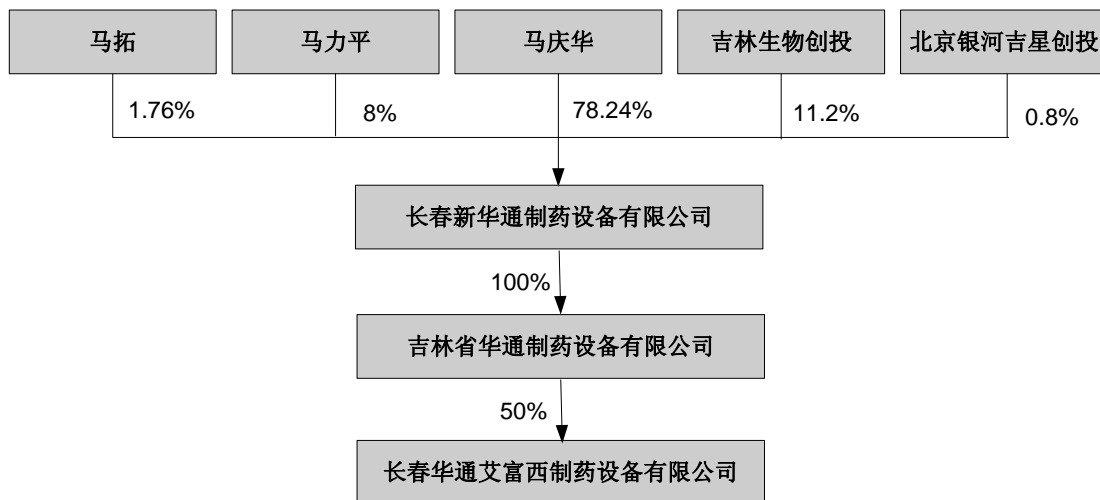 马拓
马力平
马庆华
吉林生物创投
北京银河吉星创投
1.76%
8%
78.24%
11.2%
0.8%
长春新华通制药设备有限公司
100%
吉林省华通制药设备有限公司
50%
长春华通艾富西制药设备有限公司